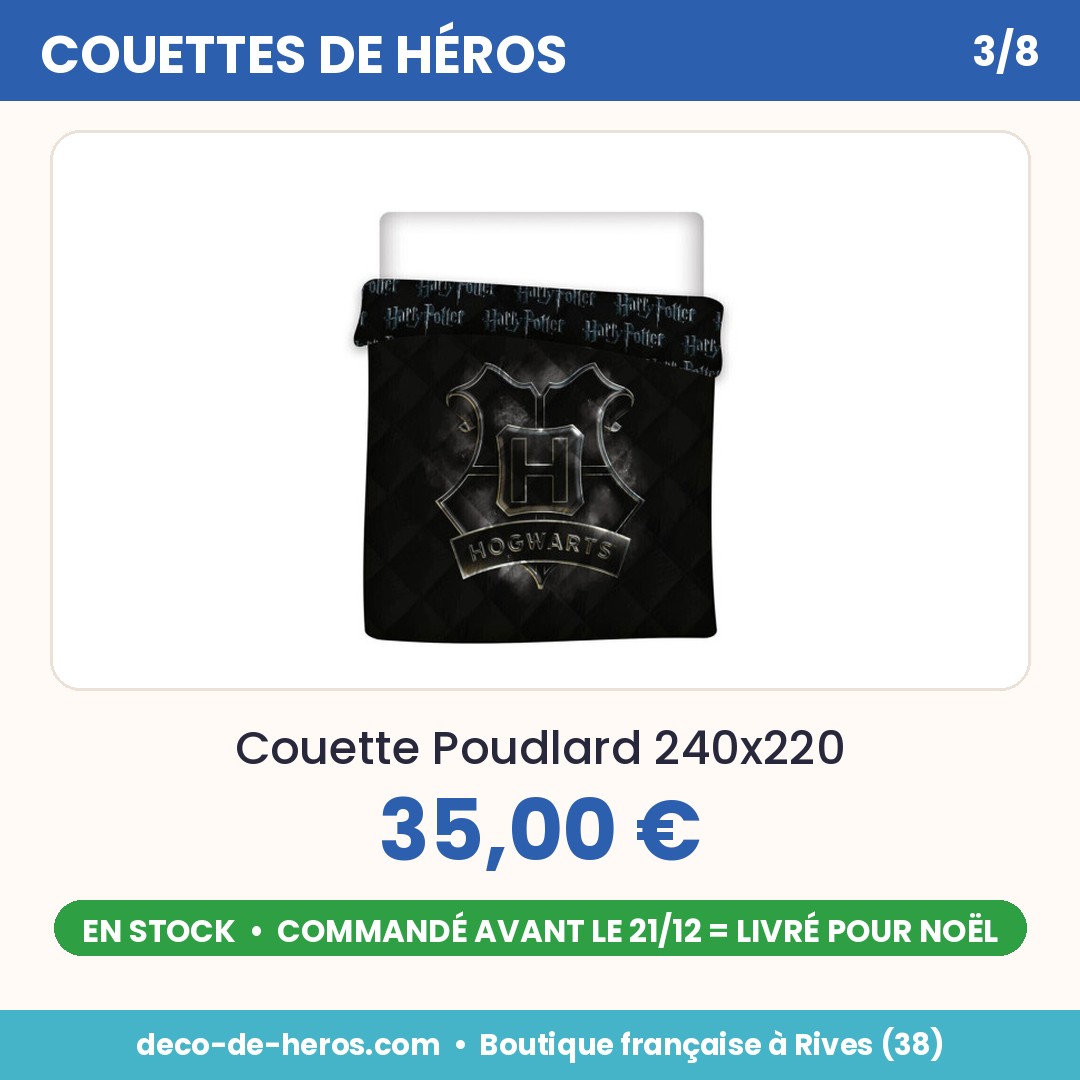 COUETTES DE HÉROS
3/8
Harry Potter Harry Potter Harry Potter
Harry Potter Harry Potter Harry Potter
H
HOGWARTS
Couette Poudlard 240x220
35,00 €
EN STOCK • COMMANDÉ AVANT LE 21/12 = LIVRÉ POUR NOËL
deco-de-heros.com • Boutique française à Rives (38)